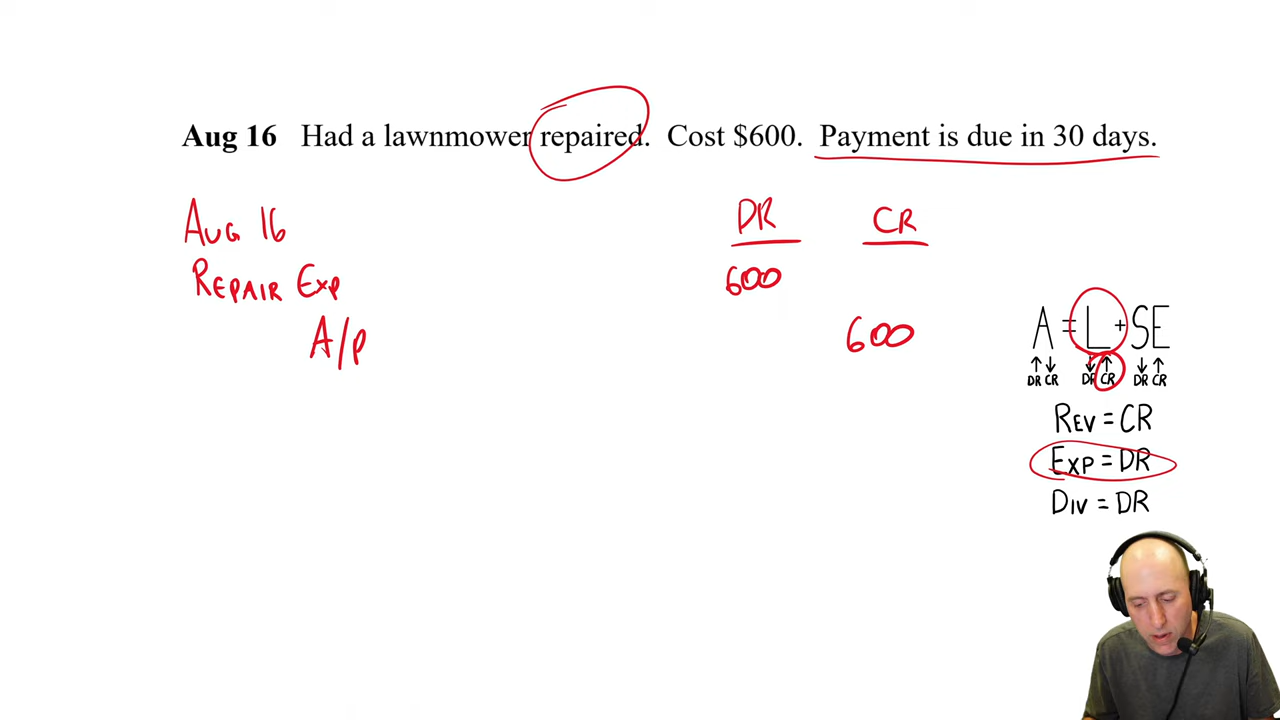 Aug 16 Had a lawnmower repaired. Cost $600. Payment is due in 30 days.
AUG 16 DR CR
REPAIR EXP 600
A/P 600
A = L + SE
DR CR DR CR DR CR
REV = CR
EXP = DR
DIV = DR